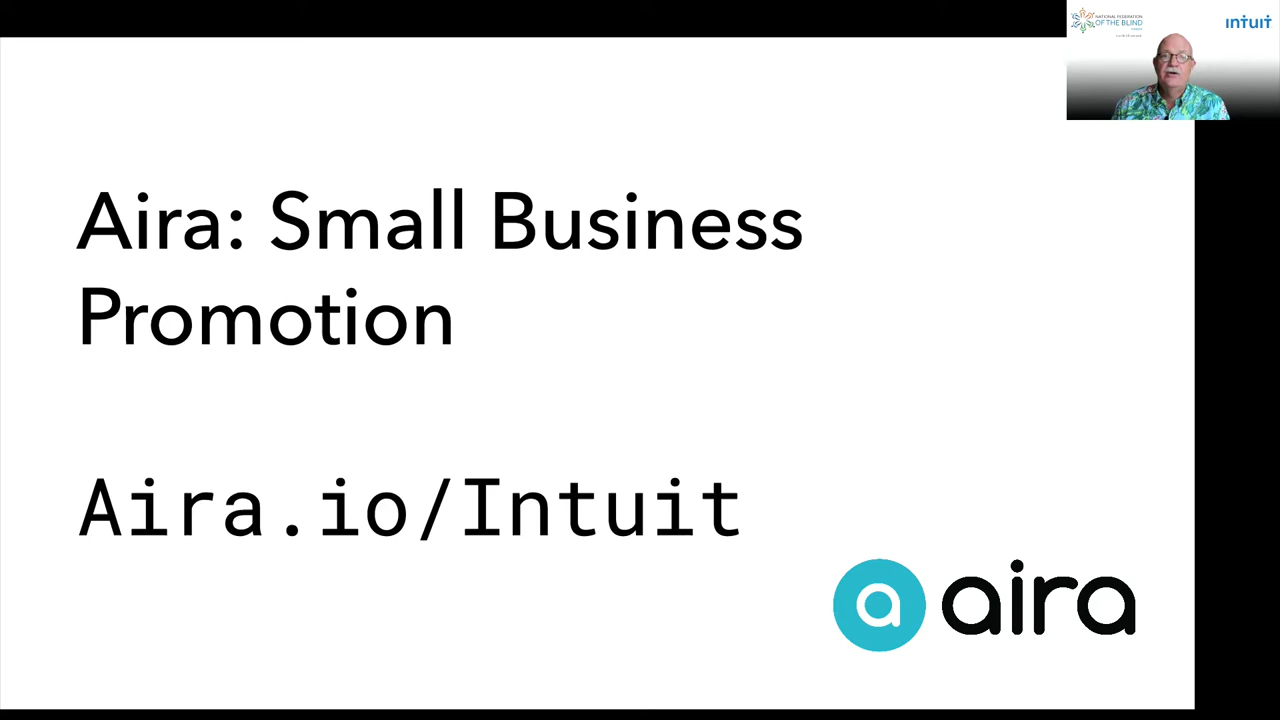 NATIONAL FEDERATION
OF THE BLIND
intuit
Aira: Small Business
Promotion
Aira.io/Intuit
a aira